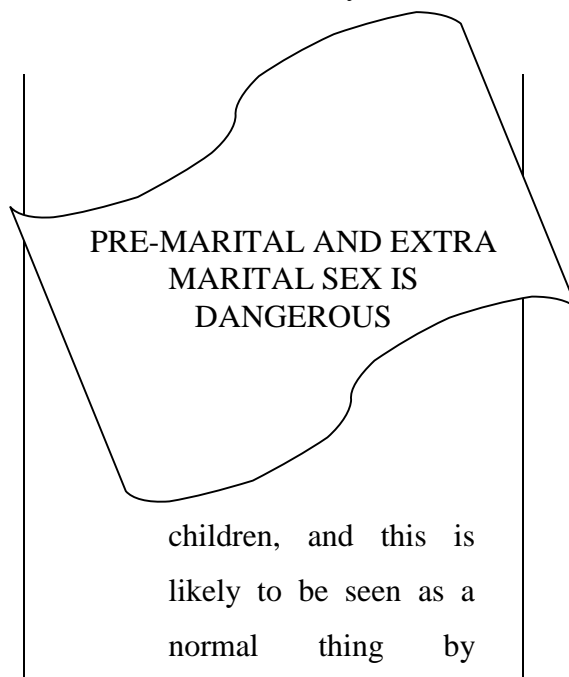 PRE-MARITAL AND EXTRA
MARITAL SEX IS
DANGEROUS
children, and this is
likely to be seen as a
normal thing by